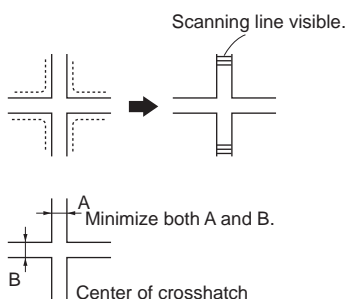 Scanning line visible.
A
Minimize both A and B.
B
Center of crosshatch